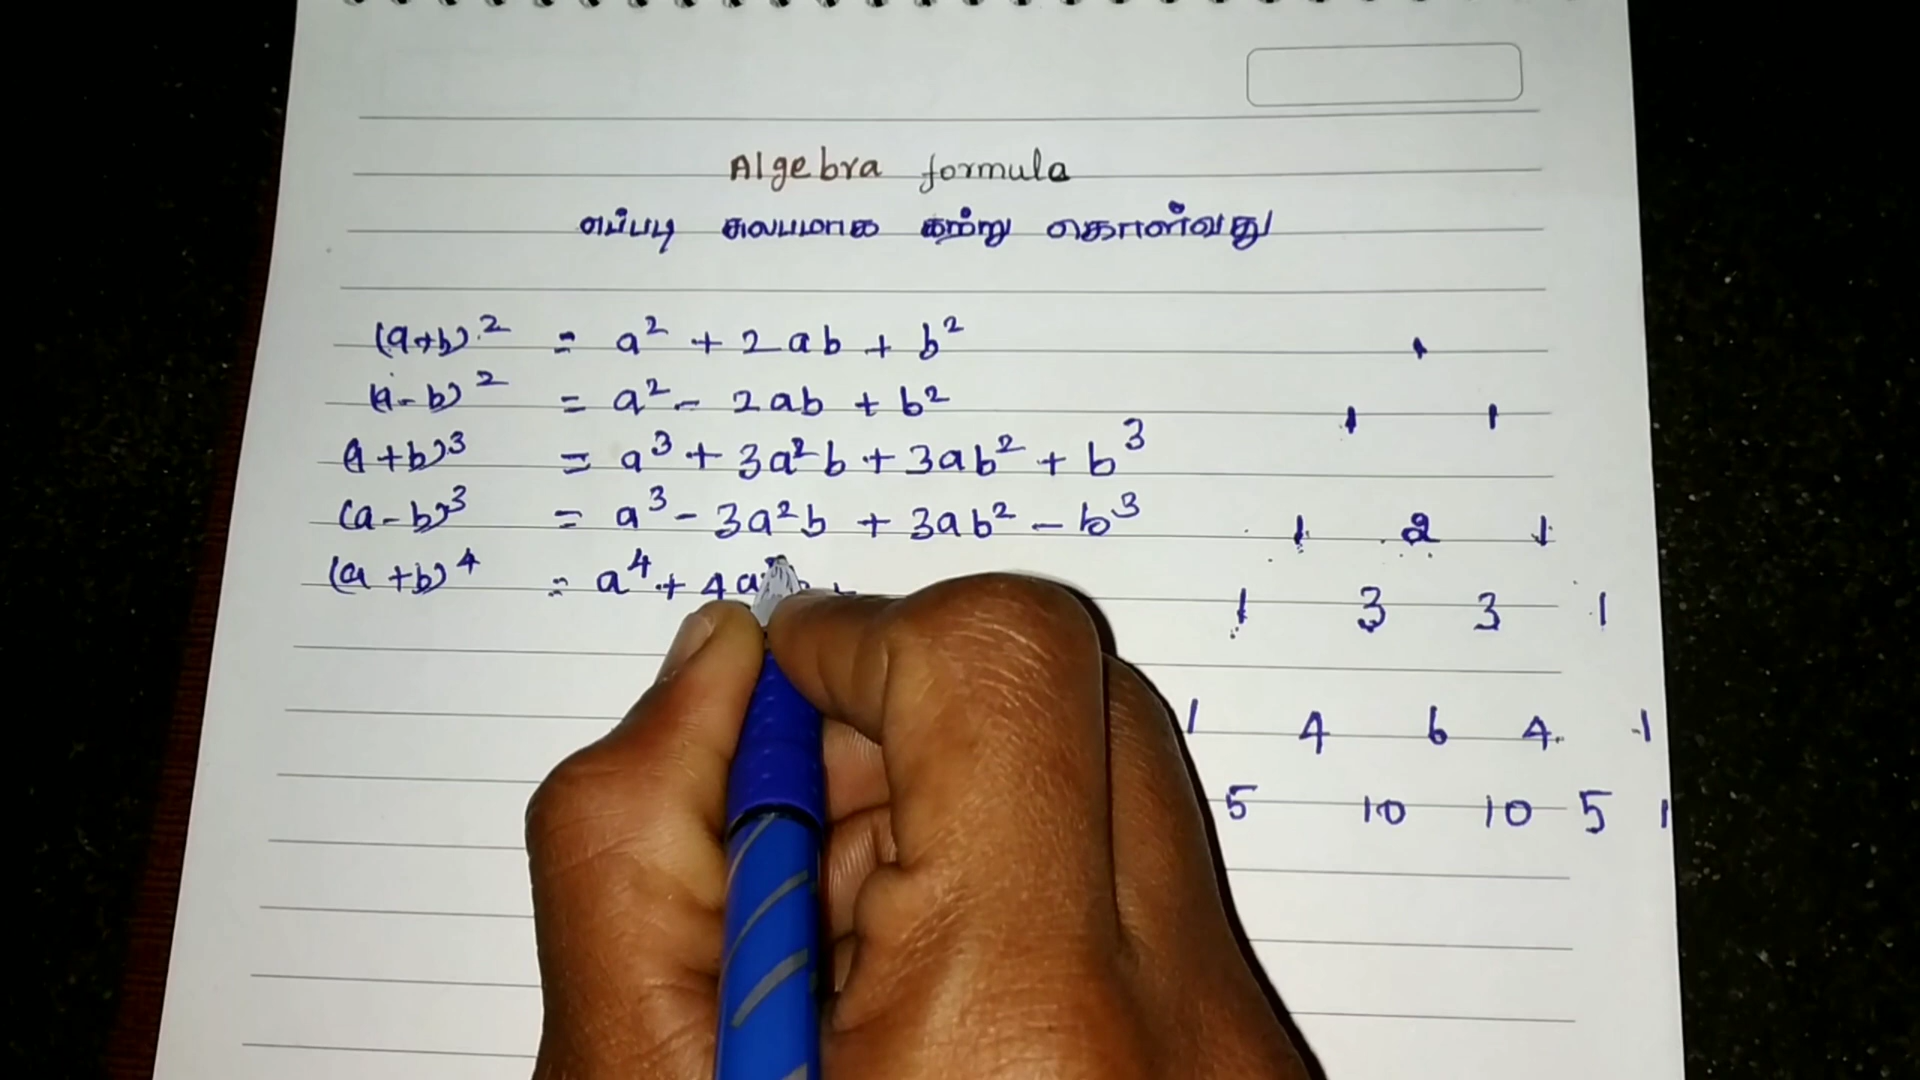 Algebra formula
எப்படி சுலபமாக கற்று கொள்வது
(a+b)² = a² + 2ab + b²
(a-b)² = a² - 2ab + b²
(a+b)³ = a³ + 3a²b + 3ab² + b³
(a-b)³ = a³ - 3a²b + 3ab² - b³
(a+b)⁴ = a⁴ + 4a
1
1 1
1 2 1
1 3 3 1
1 4 6 4 1
5 10 10 5 1